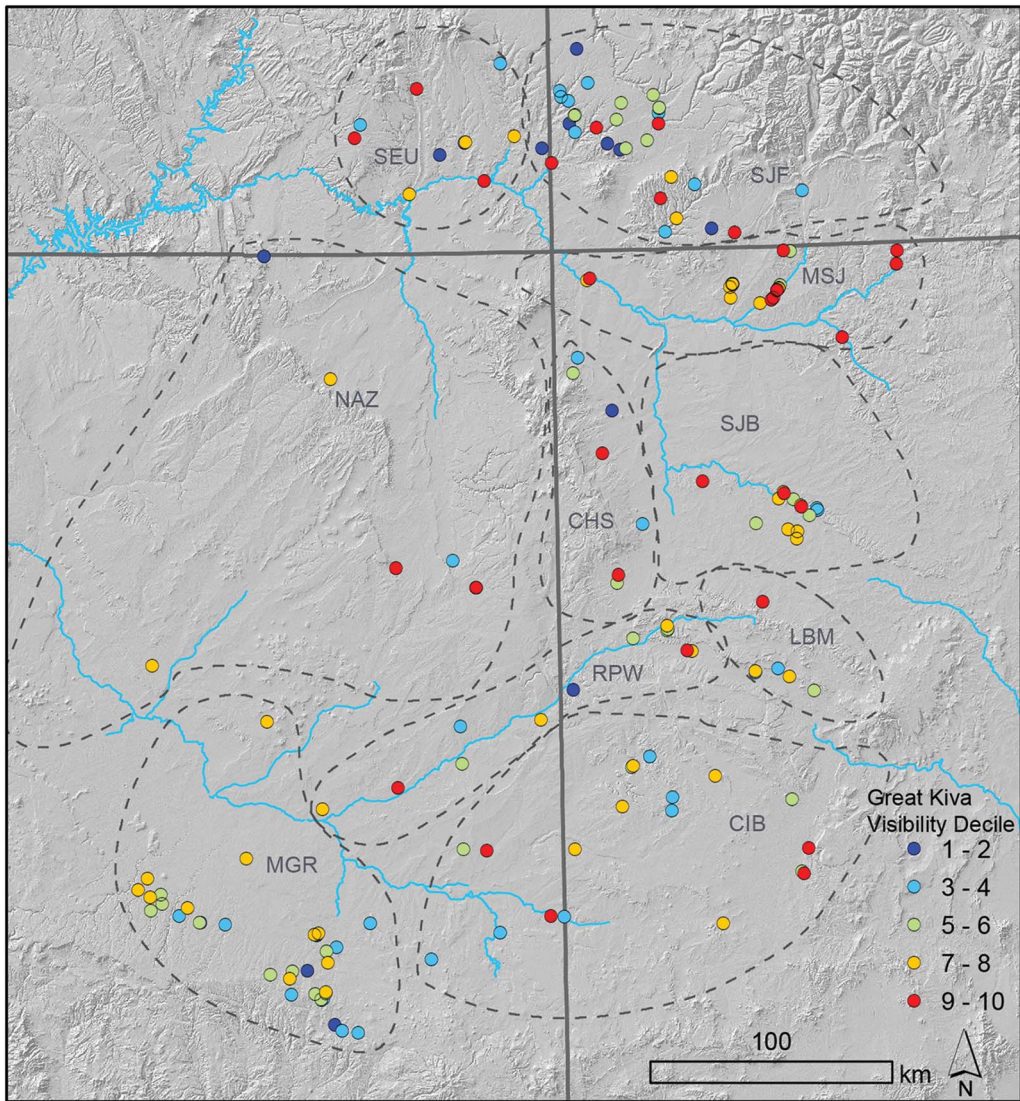 SEU
SJF
MSJ
NAZ
SJB
CHS
LBM
RPW
Great Kiva
Visibility Decile
CIB
1 - 2
MGR
3 - 4
5 - 6
7 - 8
9 - 10
100
km
N